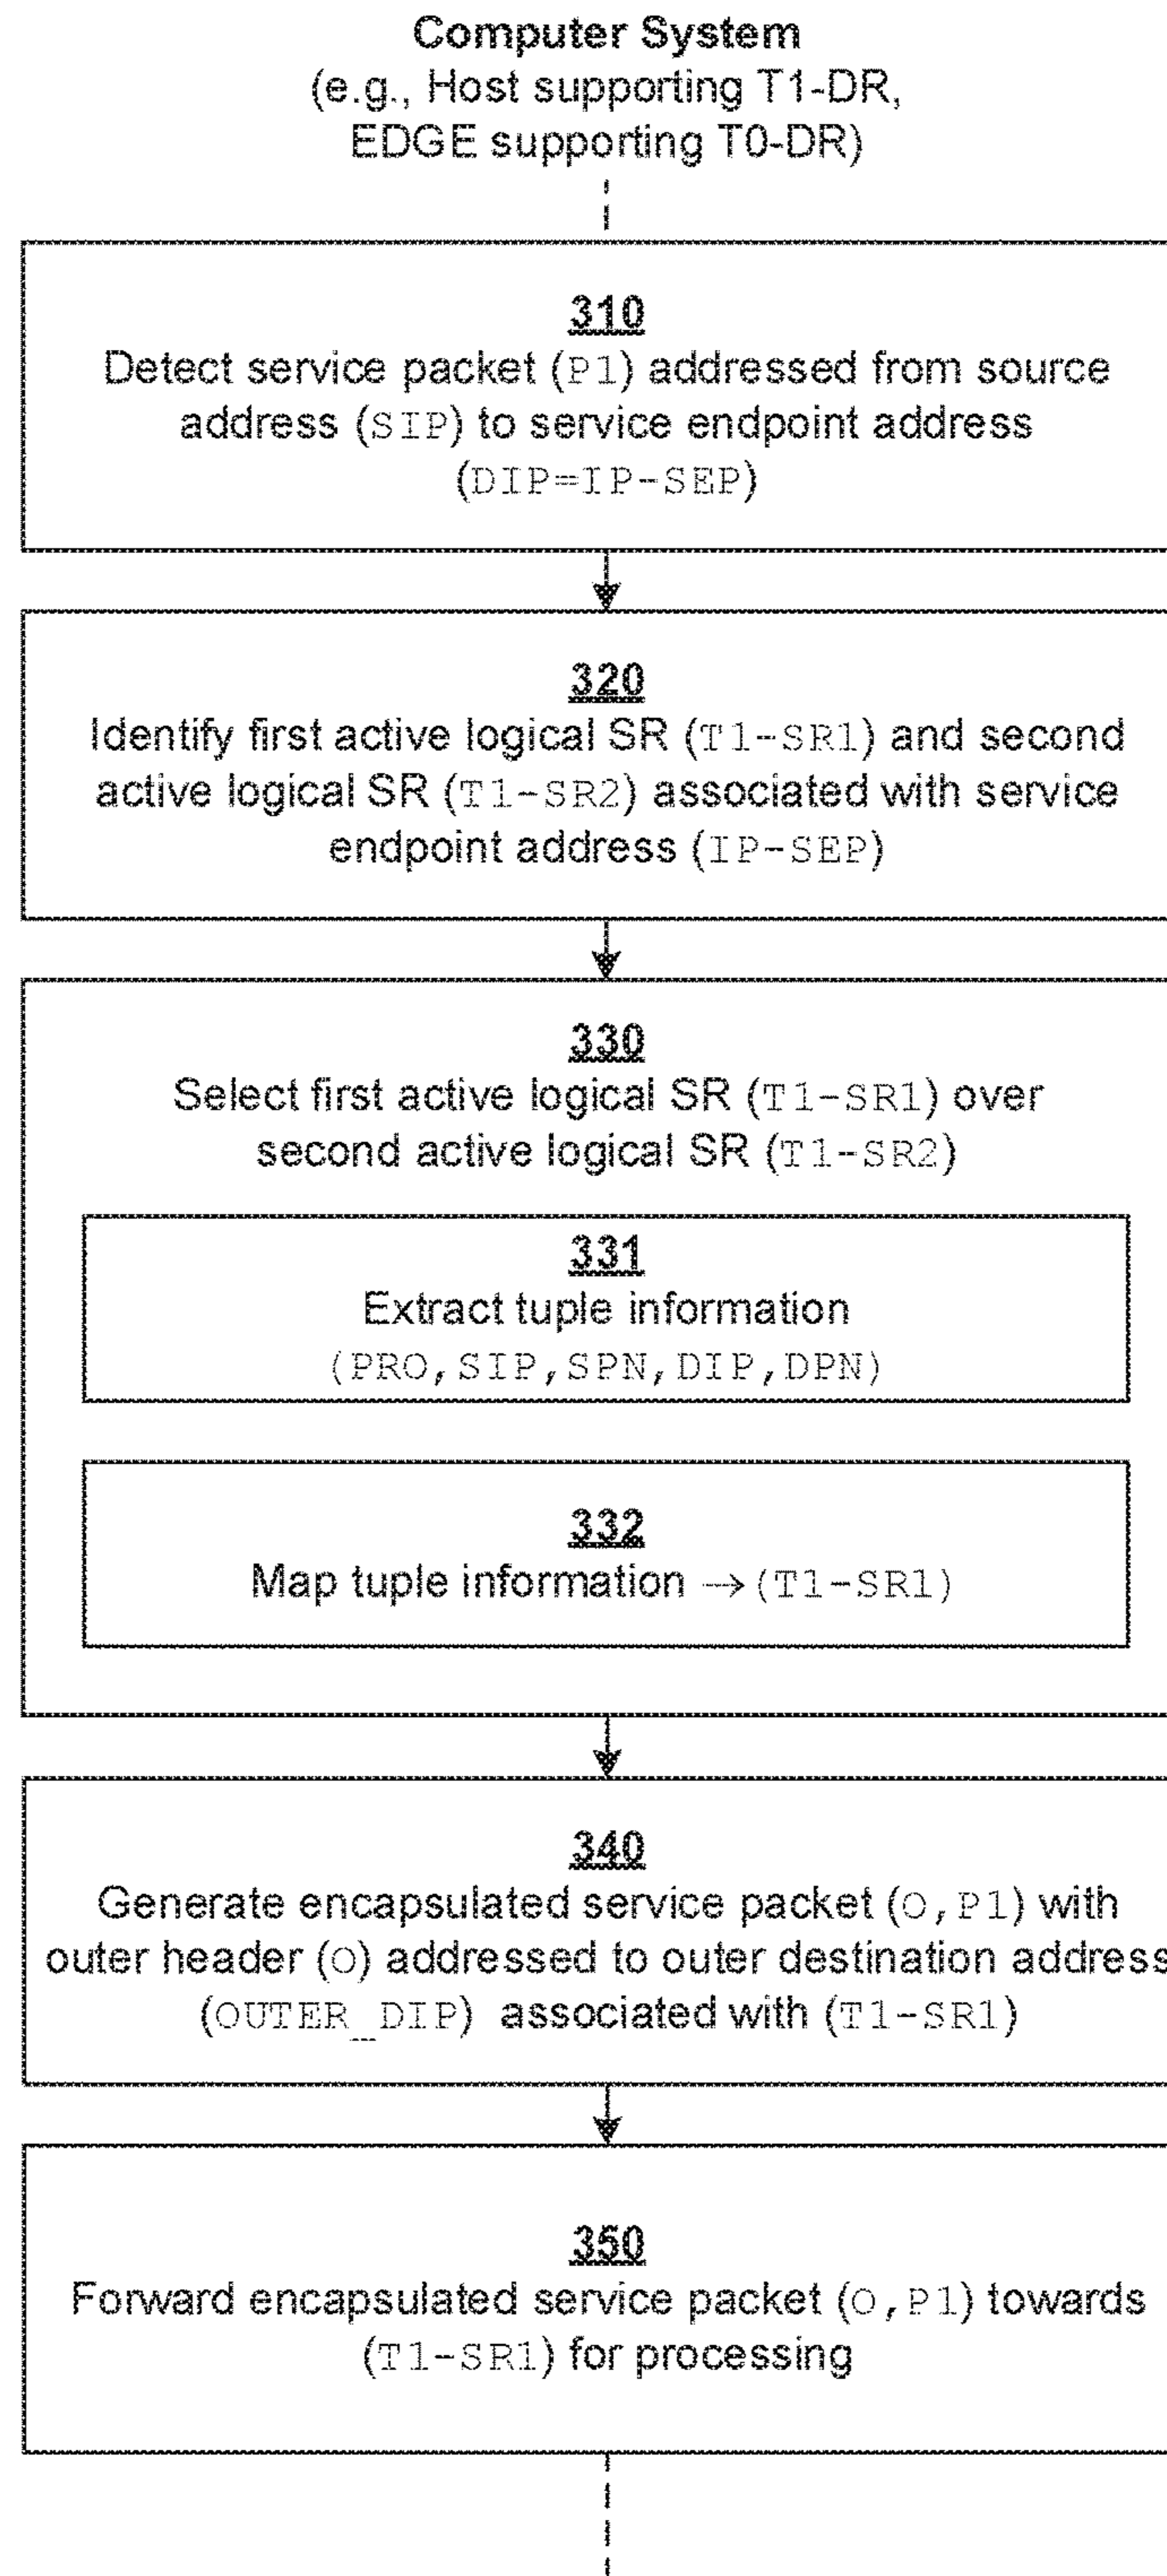 Computer System
(e.g., Host supporting T1-DR,
EDGE supporting T0-DR)
310
Detect service packet (P1) addressed from source
address (SIP) to service endpoint address
(DIP=IP-SEP)
320
Identify first active logical SR (T1-SR1) and second
active logical SR (T1-SR2) associated with service
endpoint address (IP-SEP)
330
Select first active logical SR (T1-SR1) over
second active logical SR (T1-SR2)
331
Extract tuple information
(PRO,SIP,SPN,DIP,DPN)
332
Map tuple information →(T1-SR1)
340
Generate encapsulated service packet (O,P1) with
outer header (O) addressed to outer destination address
(OUTER_DIP) associated with (T1-SR1)
350
Forward encapsulated service packet (O,P1) towards
(T1-SR1) for processing